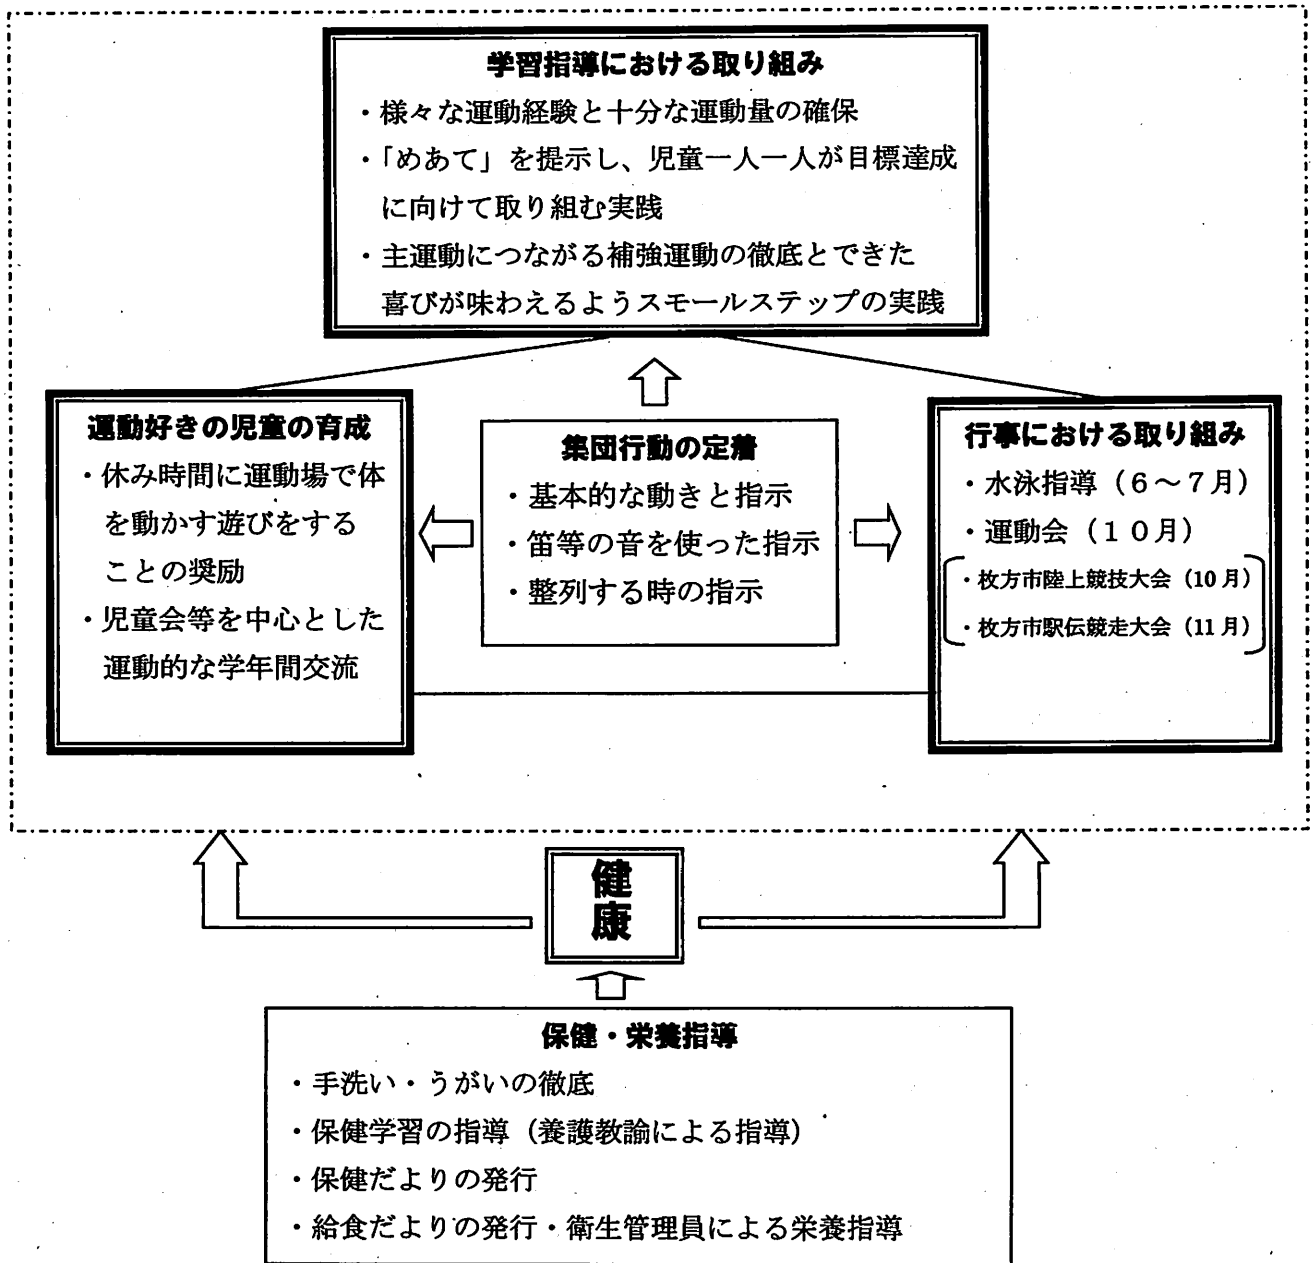 学習指導における取り組み
・様々な運動経験と十分な運動量の確保
・「めあて」を提示し、児童一人一人が目標達成
に向けて取り組む実践
・主運動につながる補強運動の徹底とできた
喜びが味わえるようスモールステップの実践
運動好きの児童の育成
・休み時間に運動場で体
を動かす遊びをする
ことの奨励
・児童会等を中心とした
運動的な学年間交流
集団行動の定着
・基本的な動きと指示
・笛等の音を使った指示
・整列する時の指示
行事における取り組み
・水泳指導（６～７月）
・運動会（１０月）
・枚方市陸上競技大会（10月）
・枚方市駅伝競走大会（11月）
健
康
保健・栄養指導
・手洗い・うがいの徹底
・保健学習の指導（養護教諭による指導）
・保健だよりの発行
・給食だよりの発行・衛生管理員による栄養指導